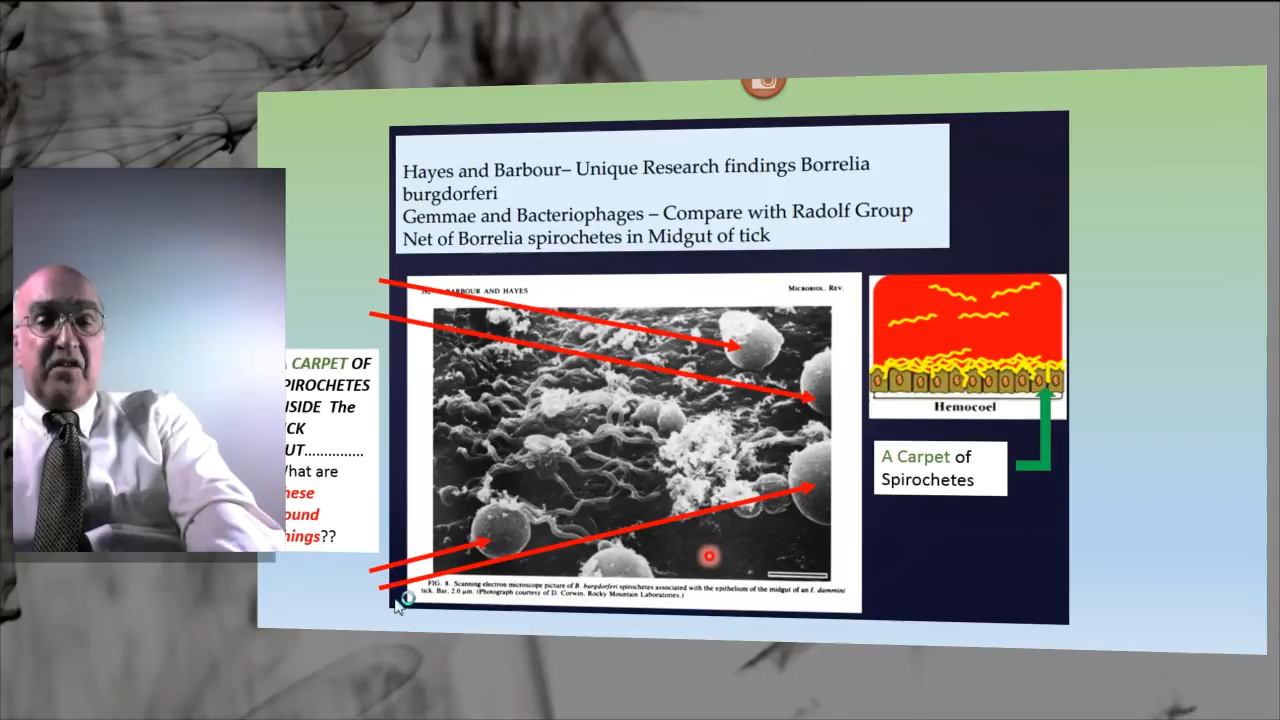 Hayes and Barbour– Unique Research findings Borrelia
burgdorferi
Gemmae and Bacteriophages – Compare with Radolf Group
Net of Borrelia spirochetes in Midgut of tick
BARBOUR AND HAYES
MICROBIOL. REV.
FIG. 8. Scanning electron microscope picture of B. burgdorferi spirochetes associated with the epithelium of the midgut of an I. dammini
tick. Bar, 2.0 μm. (Photograph courtesy of D. Corwin, Rocky Mountain Laboratories.)
Hemocoel
A Carpet of
Spirochetes
CARPET OF
PIROCHETES
NSIDE The
ICK
UT..............
hat are
hese
ound
hings??